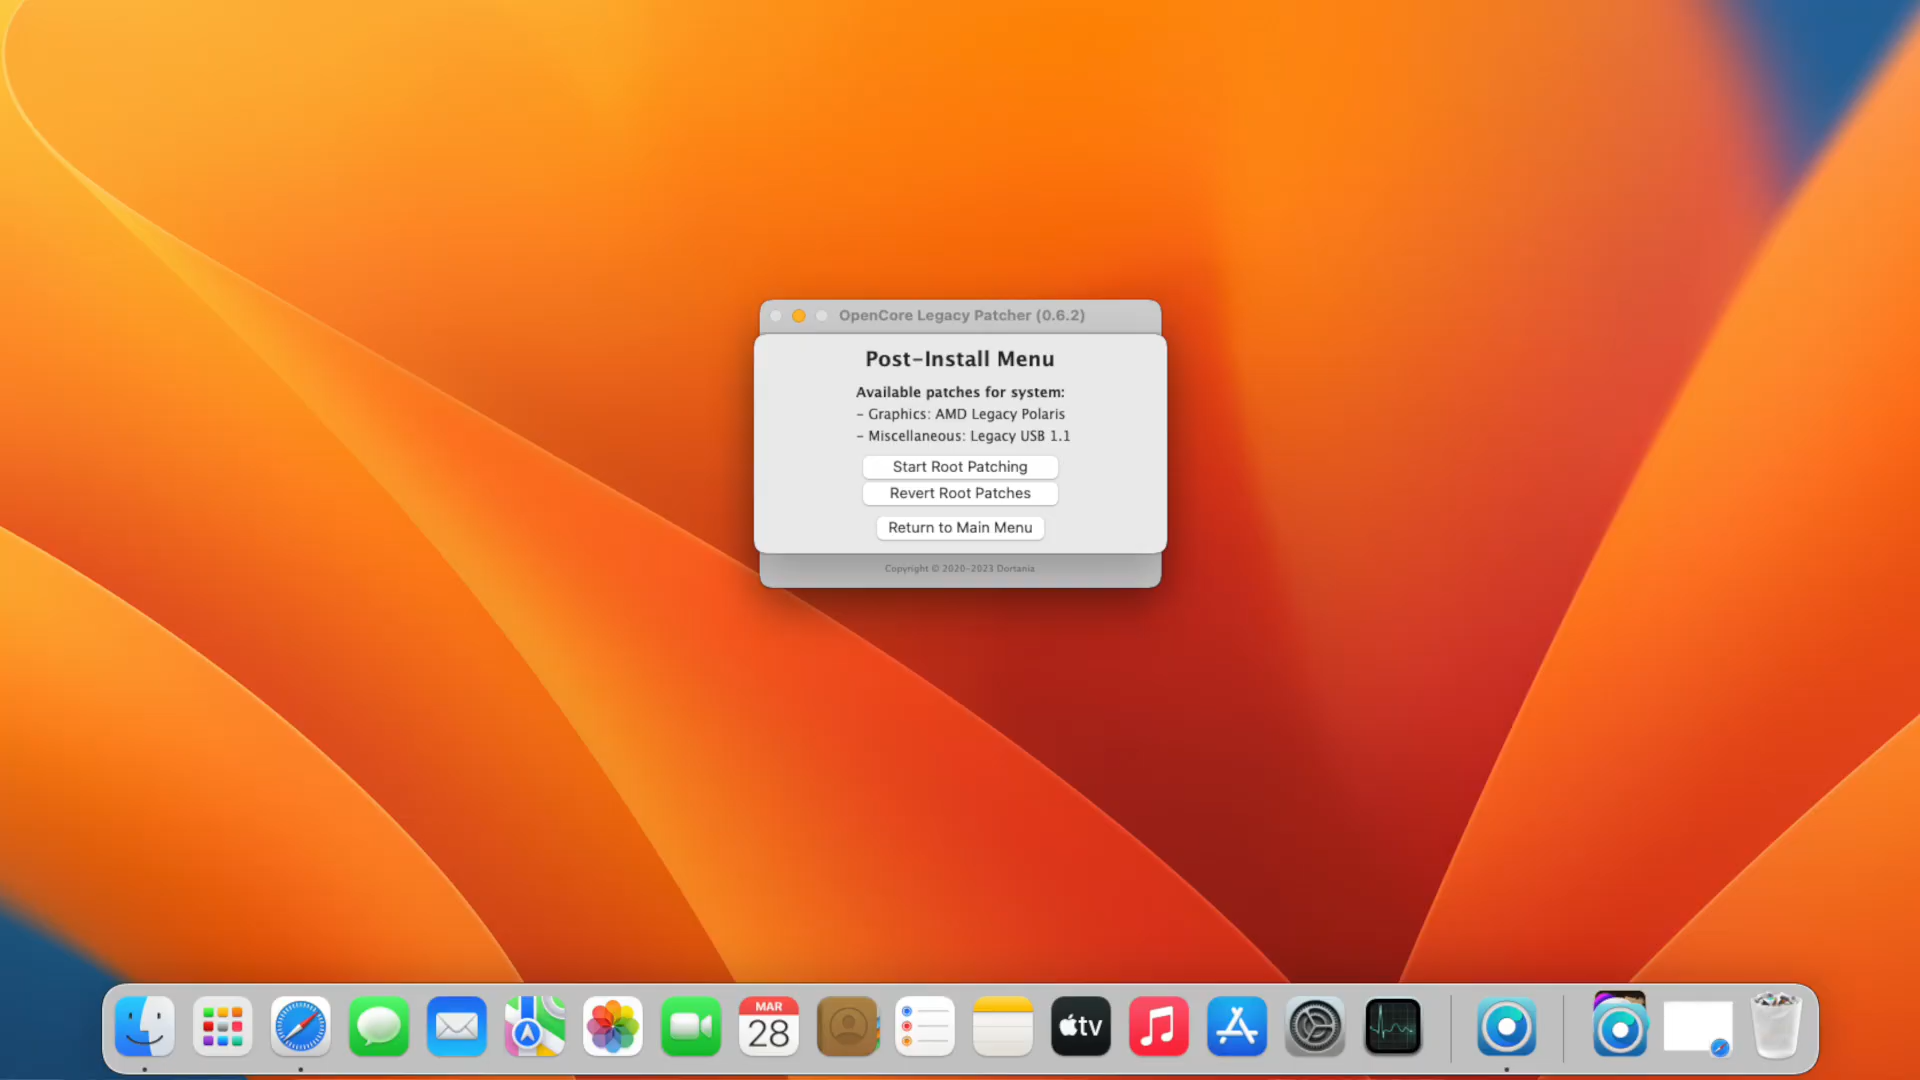 OpenCore Legacy Patcher (0.6.2)
Post-Install Menu
Available patches for system:
- Graphics: AMD Legacy Polaris
- Miscellaneous: Legacy USB 1.1
Start Root Patching
Revert Root Patches
Return to Main Menu
Copyright © 2020-2023 Dortania
MAR
28
tv